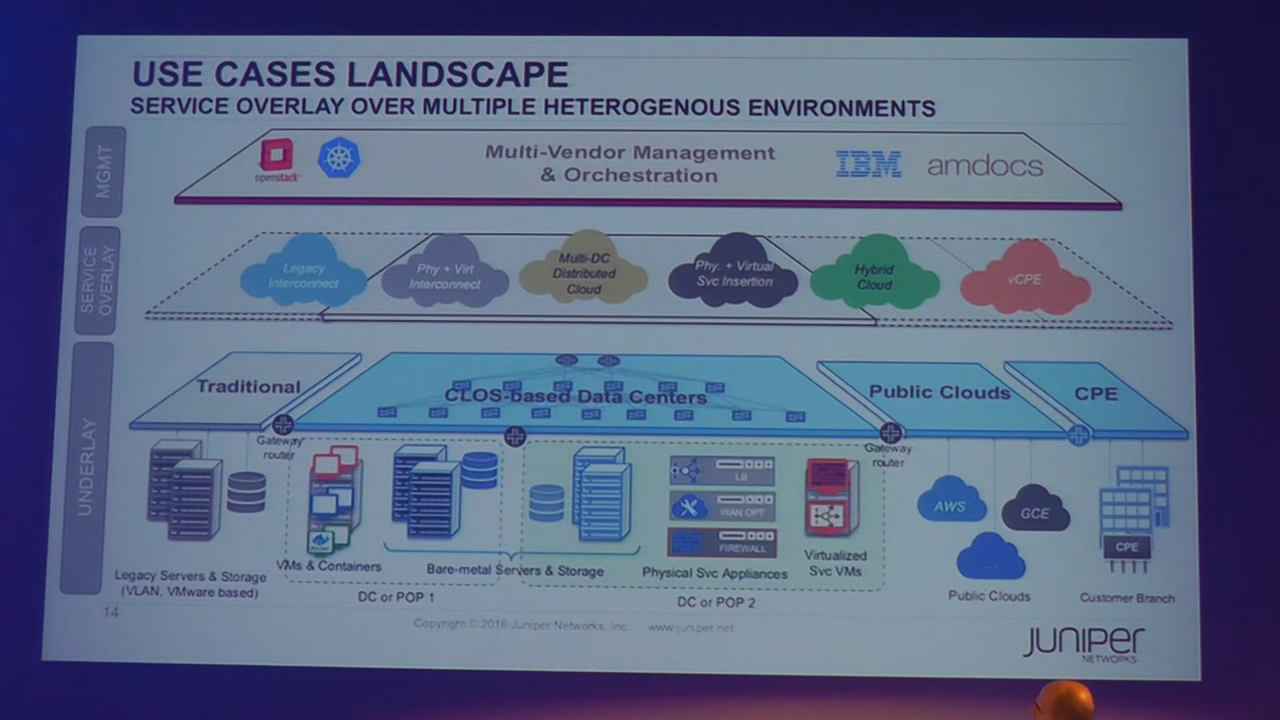 USE CASES LANDSCAPE
SERVICE OVERLAY OVER MULTIPLE HETEROGENOUS ENVIRONMENTS
MGMT
openstack
Multi-Vendor Management
& Orchestration
IBM
amdocs
SERVICE
OVERLAY
Legacy
Interconnect
Phy + Virt
Interconnect
Multi-DC
Distributed
Cloud
Phy. + Virtual
Svc Insertion
Hybrid
Cloud
vCPE
UNDERLAY
Traditional
CLOS-based Data Centers
Public Clouds
CPE
Gateway
router
Gateway
router
LB
WAN OPT
FIREWALL
AWS
GCE
...
CPE
Legacy Servers & Storage
(VLAN, VMware based)
VMs & Containers
Bare-metal Servers & Storage
Physical Svc Appliances
Virtualized
Svc VMs
Public Clouds
Customer Branch
DC or POP 1
DC or POP 2
14
Copyright © 2016 Juniper Networks, Inc. www.juniper.net
JUNIPER
NETWORKS